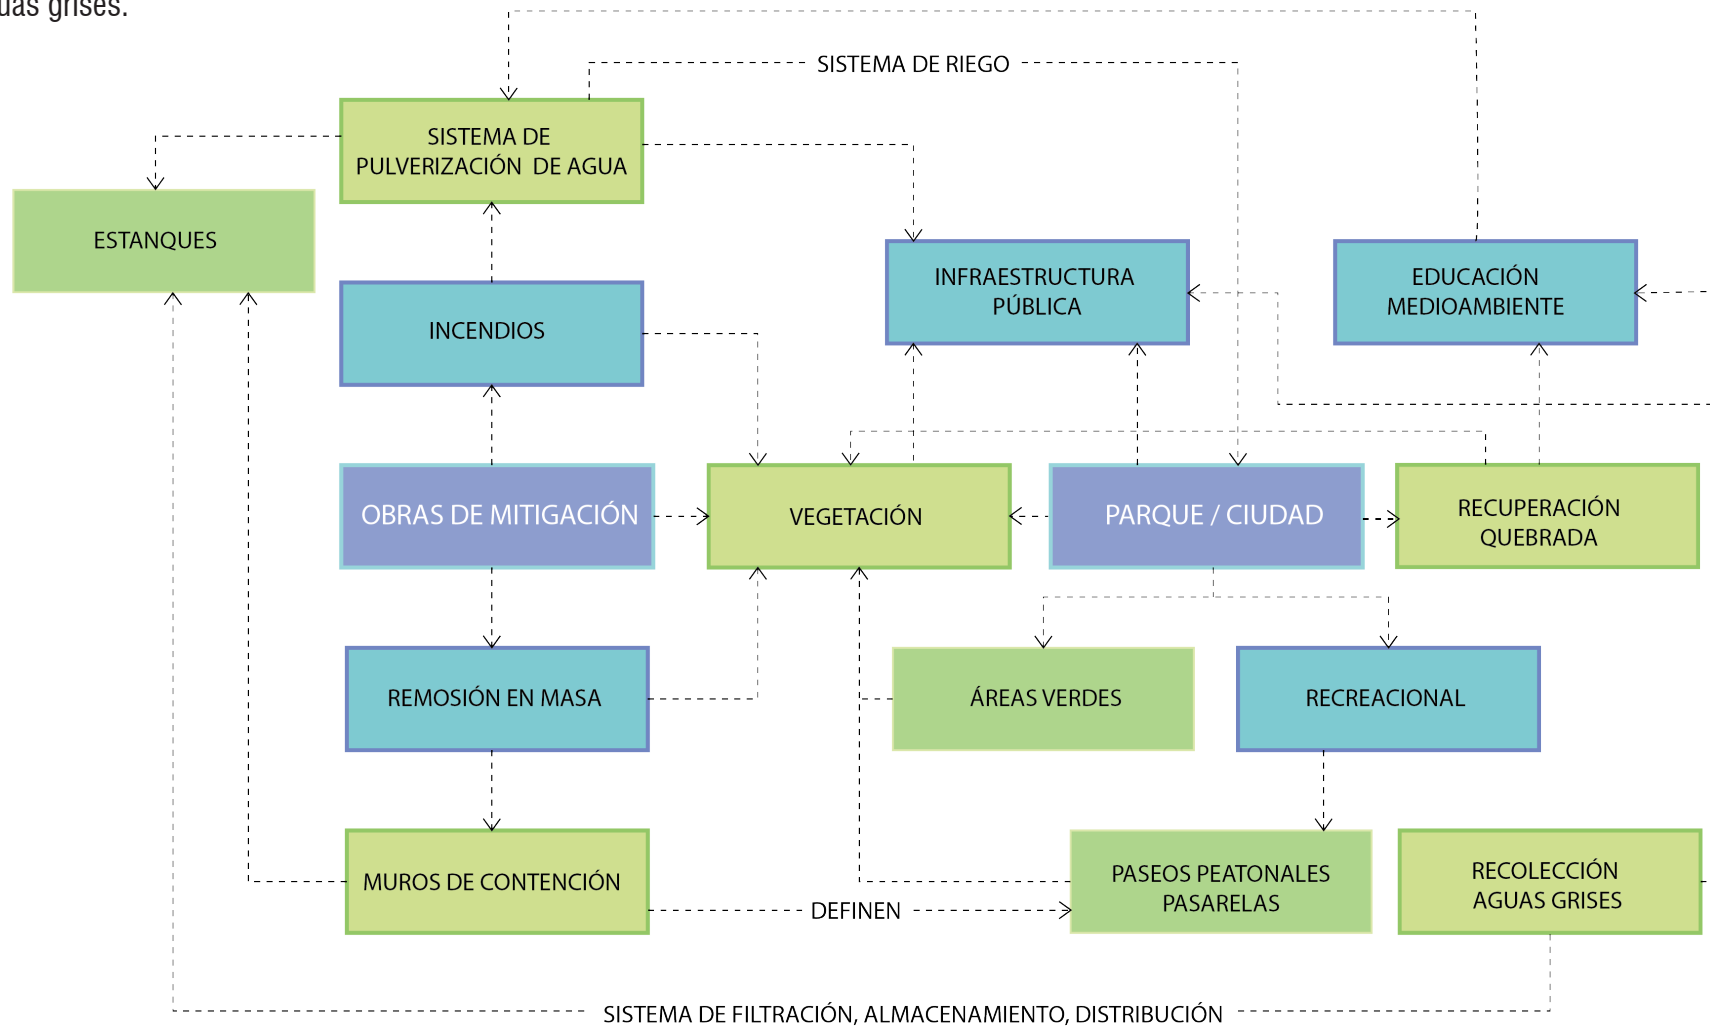 uas grises.
SISTEMA DE RIEGO
SISTEMA DE
PULVERIZACIÓN DE AGUA
ESTANQUES
INFRAESTRUCTURA
PÚBLICA
EDUCACIÓN
MEDIOAMBIENTE
INCENDIOS
OBRAS DE MITIGACIÓN
VEGETACIÓN
PARQUE / CIUDAD
RECUPERACIÓN
QUEBRADA
REMOSIÓN EN MASA
ÁREAS VERDES
RECREACIONAL
MUROS DE CONTENCIÓN
DEFINEN
PASEOS PEATONALES
PASARELAS
RECOLECCIÓN
AGUAS GRISES
SISTEMA DE FILTRACIÓN, ALMACENAMIENTO, DISTRIBUCIÓN